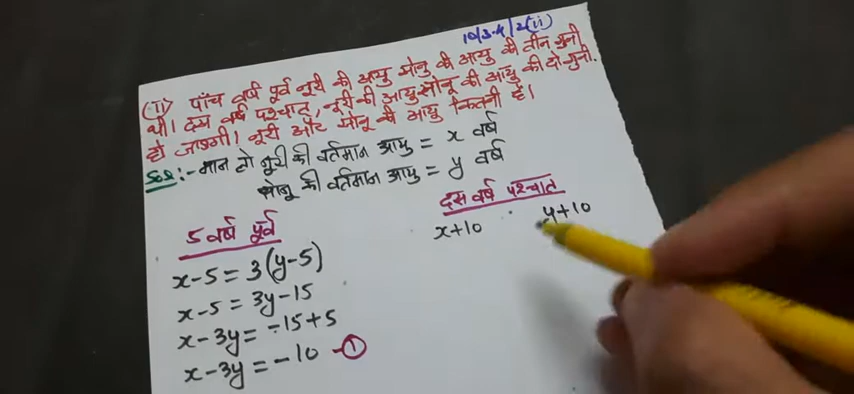 10/3.4/2(ii)
(ii) पाँच वर्ष पूर्व नूरी की आयु सोनू की आयु की तीन गुनी
थी। दस वर्ष पश्चात, नूरी की आयु सोनू की आयु की दो गुनी
हो जाएगी। नूरी और सोनू की आयु कितनी है।
Sol:- मान लो नूरी की वर्तमान आयु = x वर्ष
सोनू की वर्तमान आयु = y वर्ष
5 वर्ष पूर्व
x-5 = 3(y-5)
x-5 = 3y-15
x-3y = -15+5
x-3y = -10 -①
दस वर्ष पश्चात
x+10 y+10